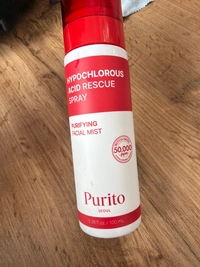 HYPOCHLOROUS
ACID RESCUE
SPRAY
PURIFYING
FACIAL MIST
50,000
Purito
SEOUL